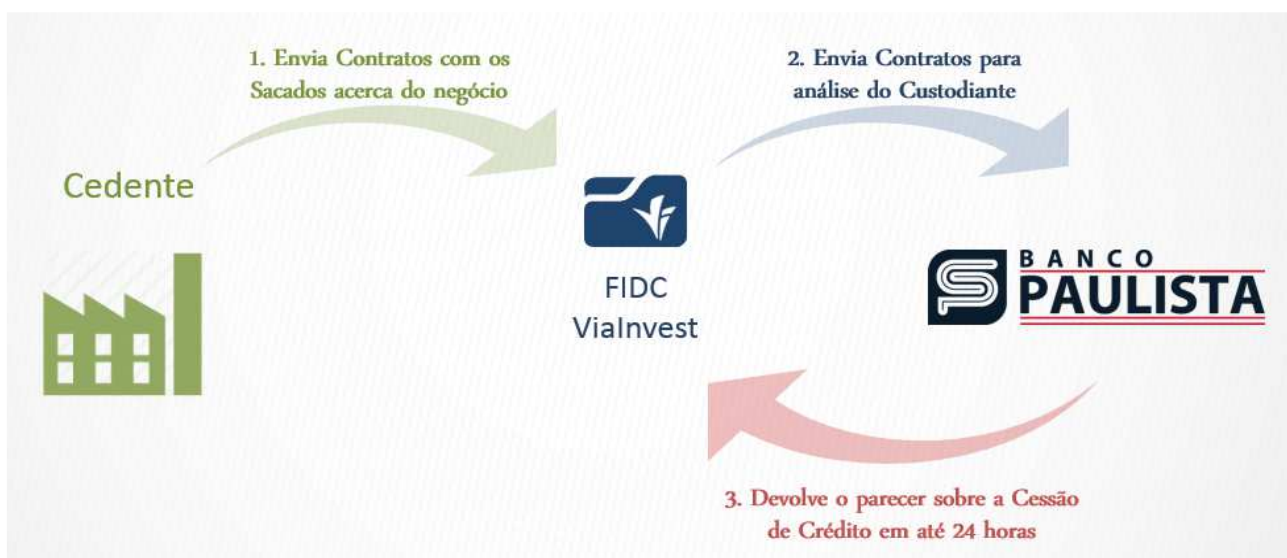 1. Envia Contratos com os
Sacados acerca do negócio
2. Envia Contratos para
análise do Custodiante
Cedente
FIDC
ViaInvest
BANCO
PAULISTA
3. Devolve o parecer sobre a Cessão
de Crédito em até 24 horas